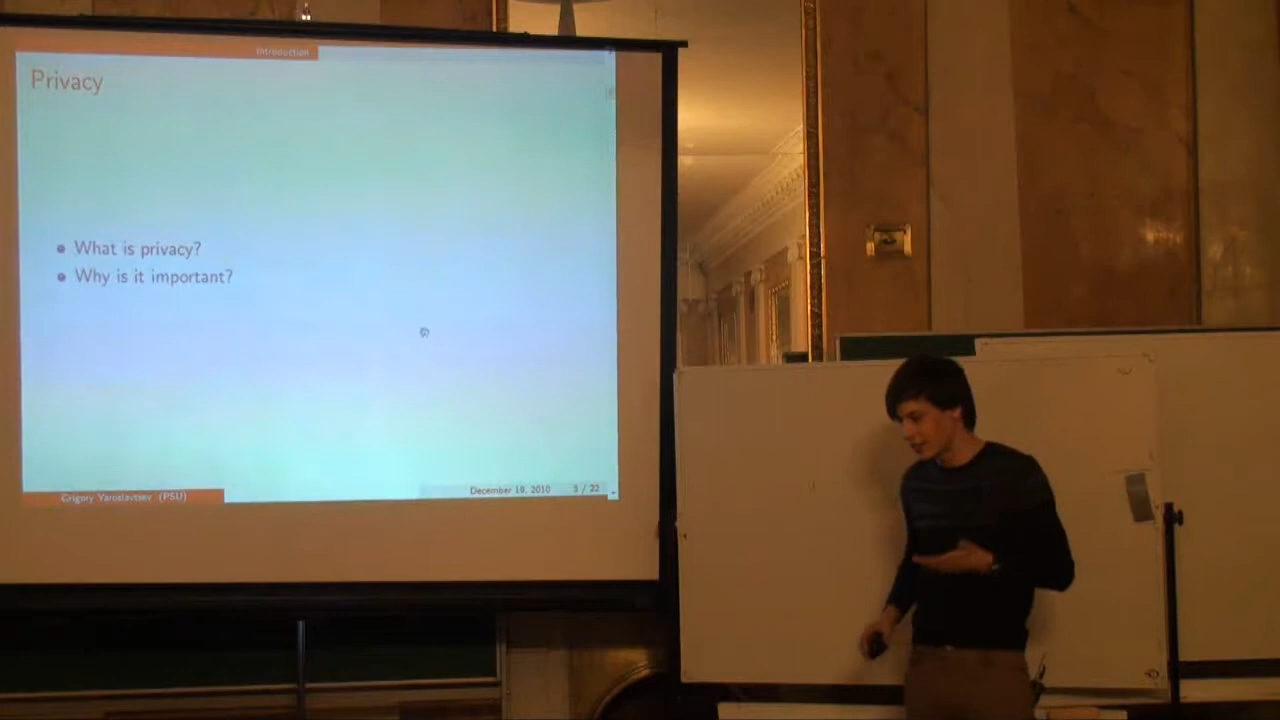 Introduction
Privacy
What is privacy?
Why is it important?
Grigory Yaroslavtsev (PSU)
December 19, 2010 3 / 22